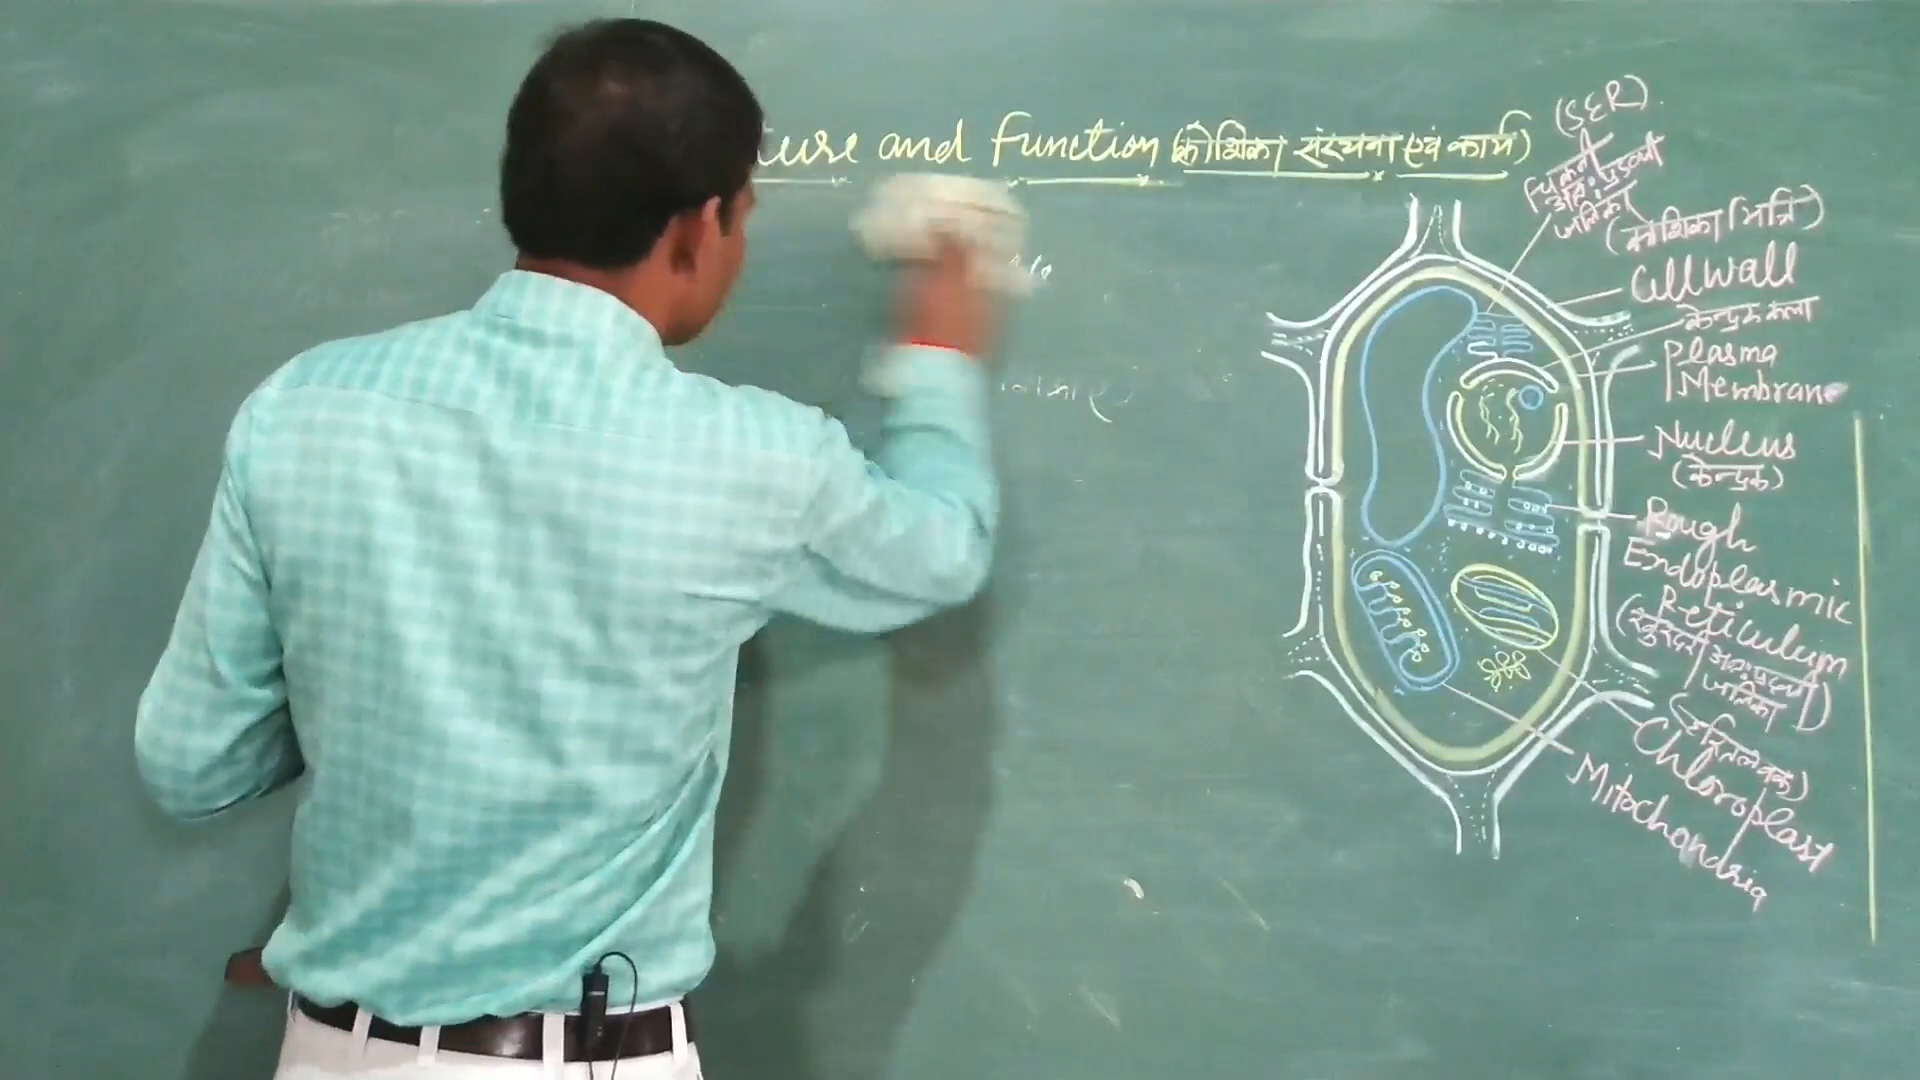 ture and Function (कोशिका संरचना एवं कार्य)
(SER)
चिकनी
अंतः प्रद्रव्यी
जालिका
(कोशिका भित्ति)
Cell wall
केन्द्रक कला
Plasma
Membrane
Nucleus
(केन्द्रक)
Rough
Endoplasmic
Reticulum
(खुरदरी अंतः प्रद्रव्यी
जालिका)
(हरितलवक)
Chloroplast
Mitochondria